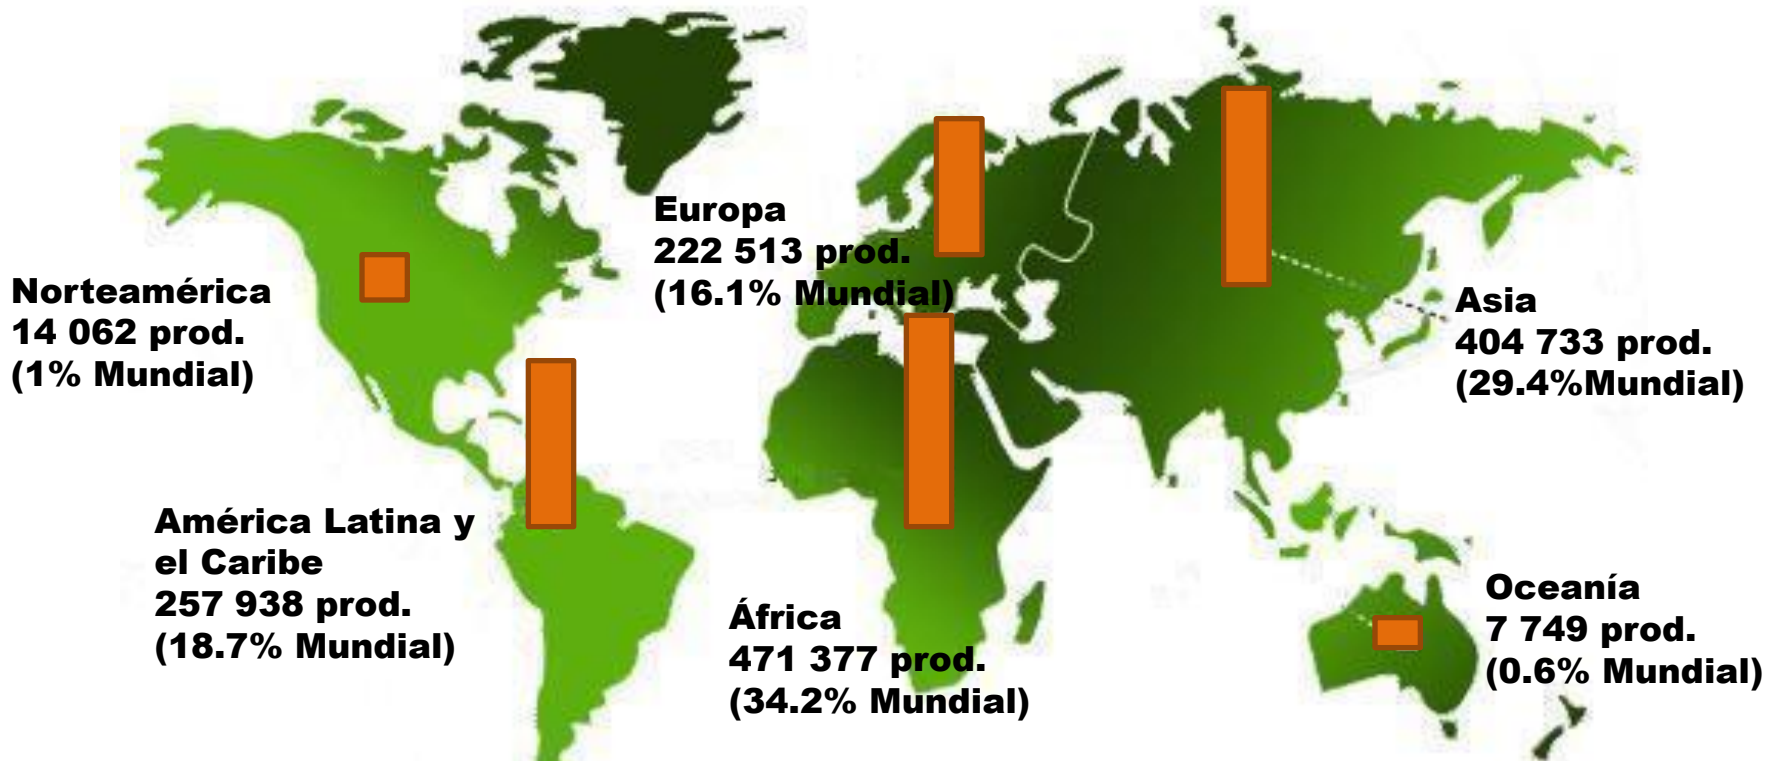 Norteamérica
14 062 prod.
(1% Mundial)
América Latina y
el Caribe
257 938 prod.
(18.7% Mundial)
Europa
222 513 prod.
(16.1% Mundial)
África
471 377 prod.
(34.2% Mundial)
Asia
404 733 prod.
(29.4%Mundial)
Oceanía
7 749 prod.
(0.6% Mundial)